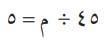 ٤٥ ÷ م = ٥